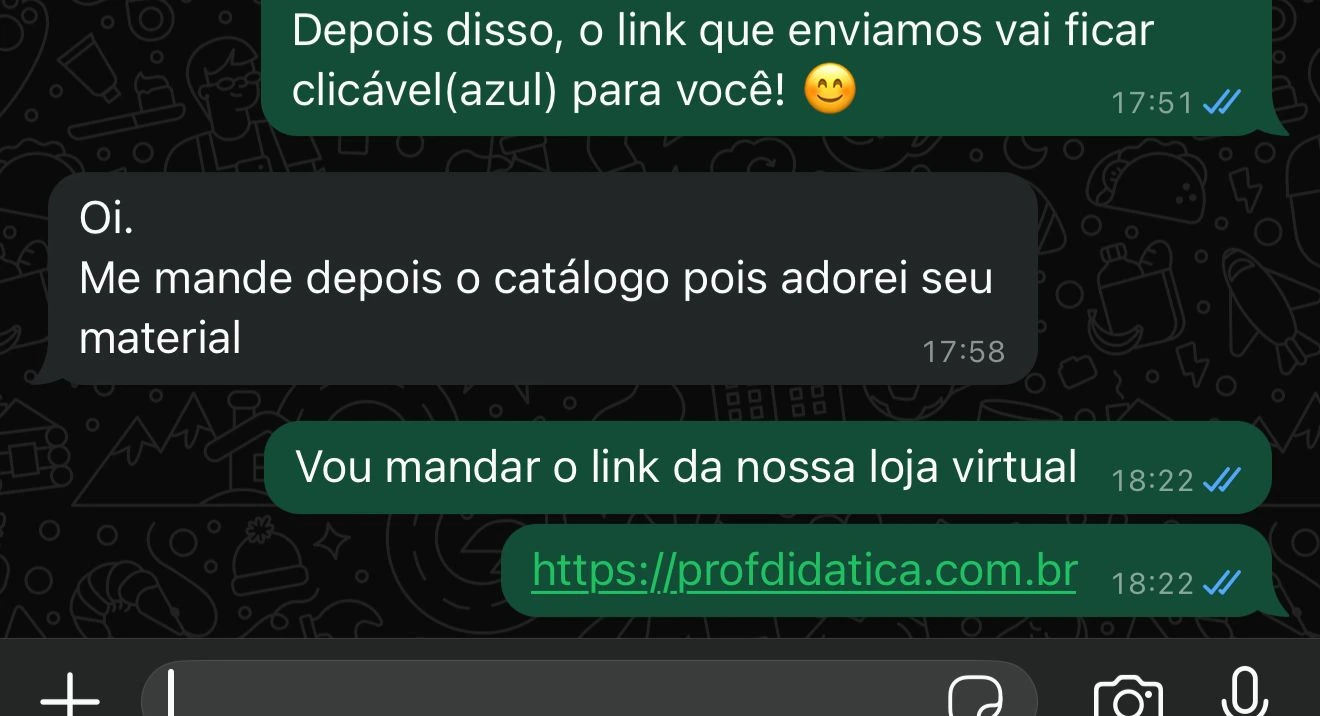 Depois disso, o link que enviamos vai ficar
clicável(azul) para você! 😊
17:51
Oi.
Me mande depois o catálogo pois adorei seu
material
17:58
Vou mandar o link da nossa loja virtual
18:22
https://profdidatica.com.br
18:22